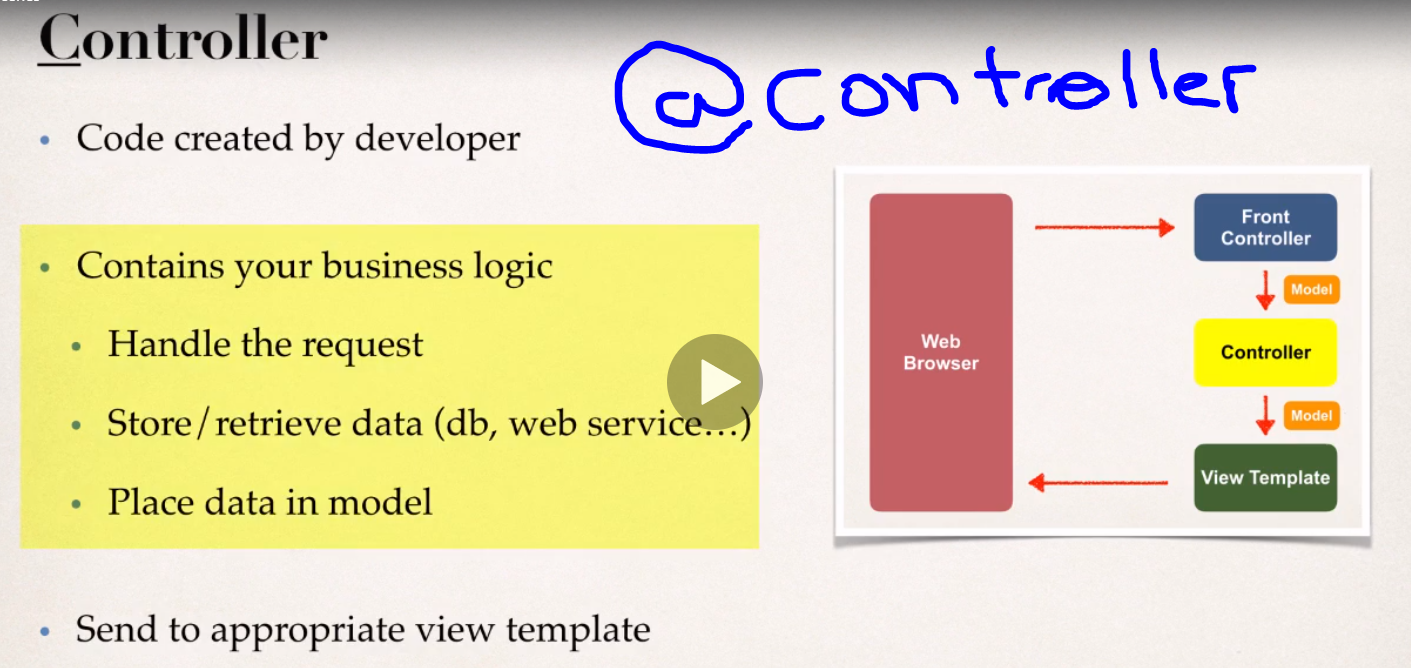 Controller
@controller
• Code created by developer
• Contains your business logic
• Handle the request
• Store/retrieve data (db, web service...)
• Place data in model
• Send to appropriate view template
Web
Browser
Front
Controller
Model
Controller
Model
View Template